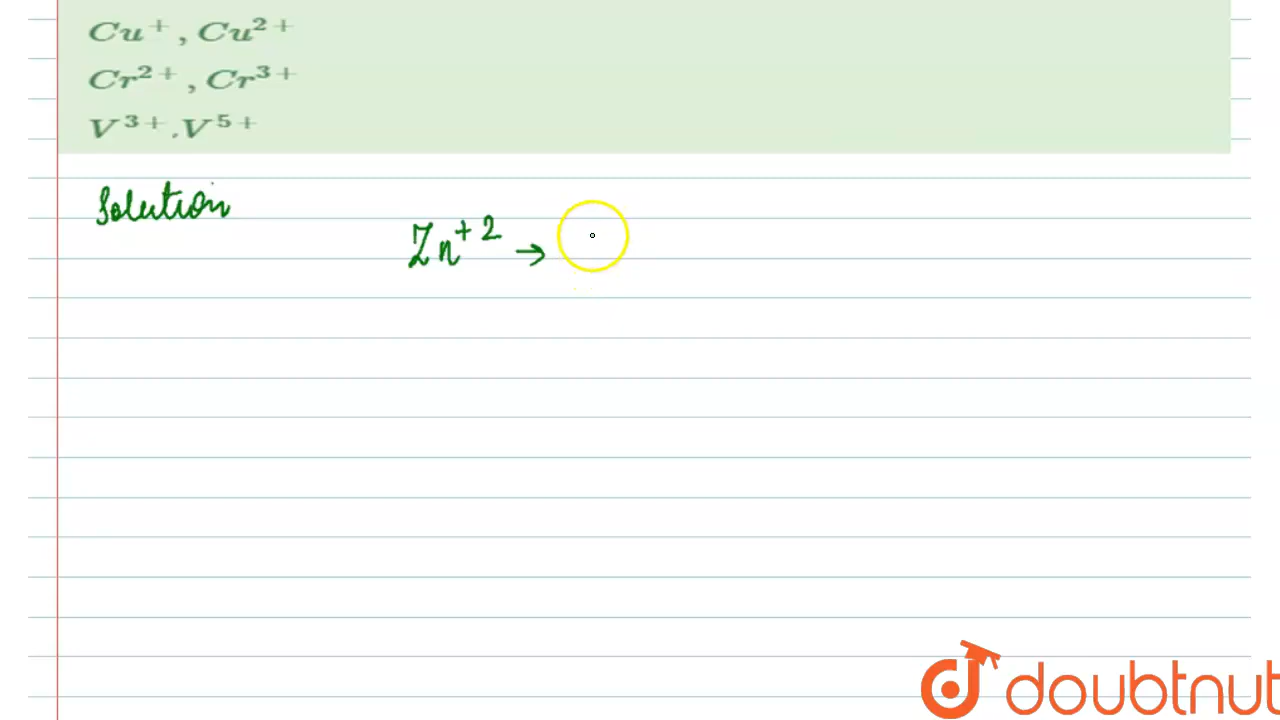 Cu⁺ , Cu²⁺
Cr²⁺ , Cr³⁺
V³⁺.V⁵⁺
Solution
Zn⁺² →
doubtnut